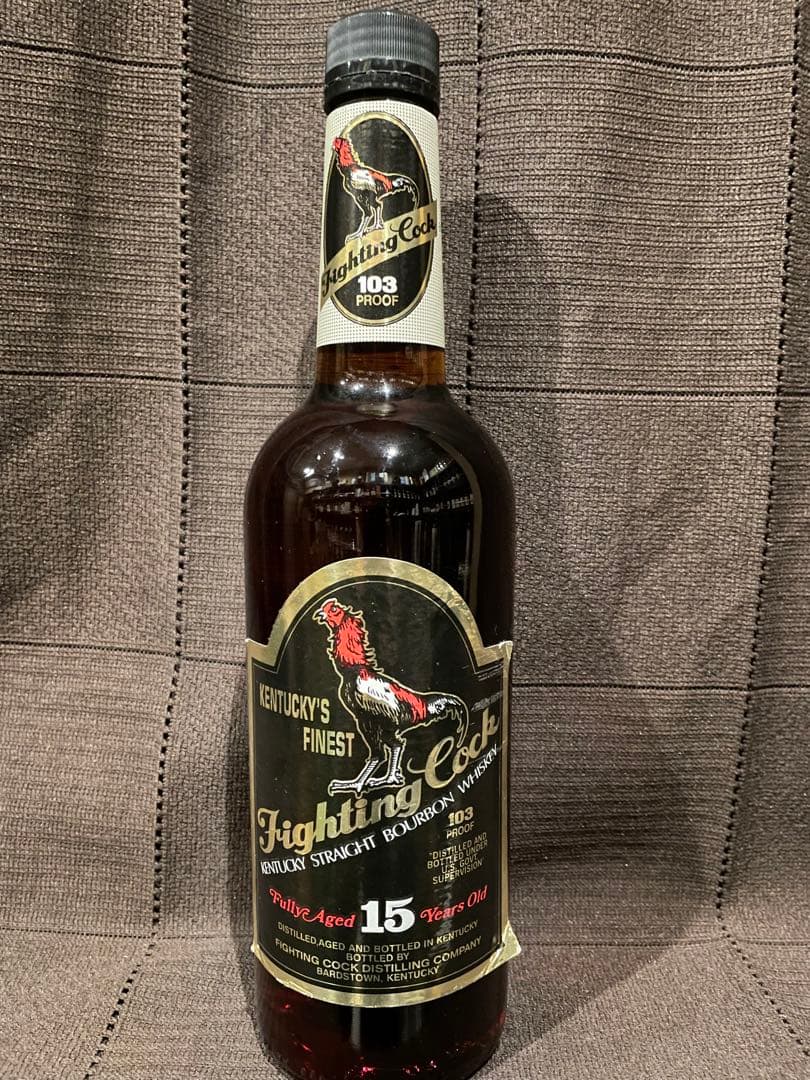 Fighting Cock
103
PROOF
KENTUCKY'S
FINEST
Fighting Cock
KENTUCKY STRAIGHT BOURBON WHISKEY
103
PROOF
"DISTILLED AND
BOTTLED UNDER
U.S. GOVT.
SUPERVISION"
Fully Aged 15 Years Old
DISTILLED, AGED AND BOTTLED IN KENTUCKY
BOTTLED BY
FIGHTING COCK DISTILLING COMPANY
BARDSTOWN, KENTUCKY